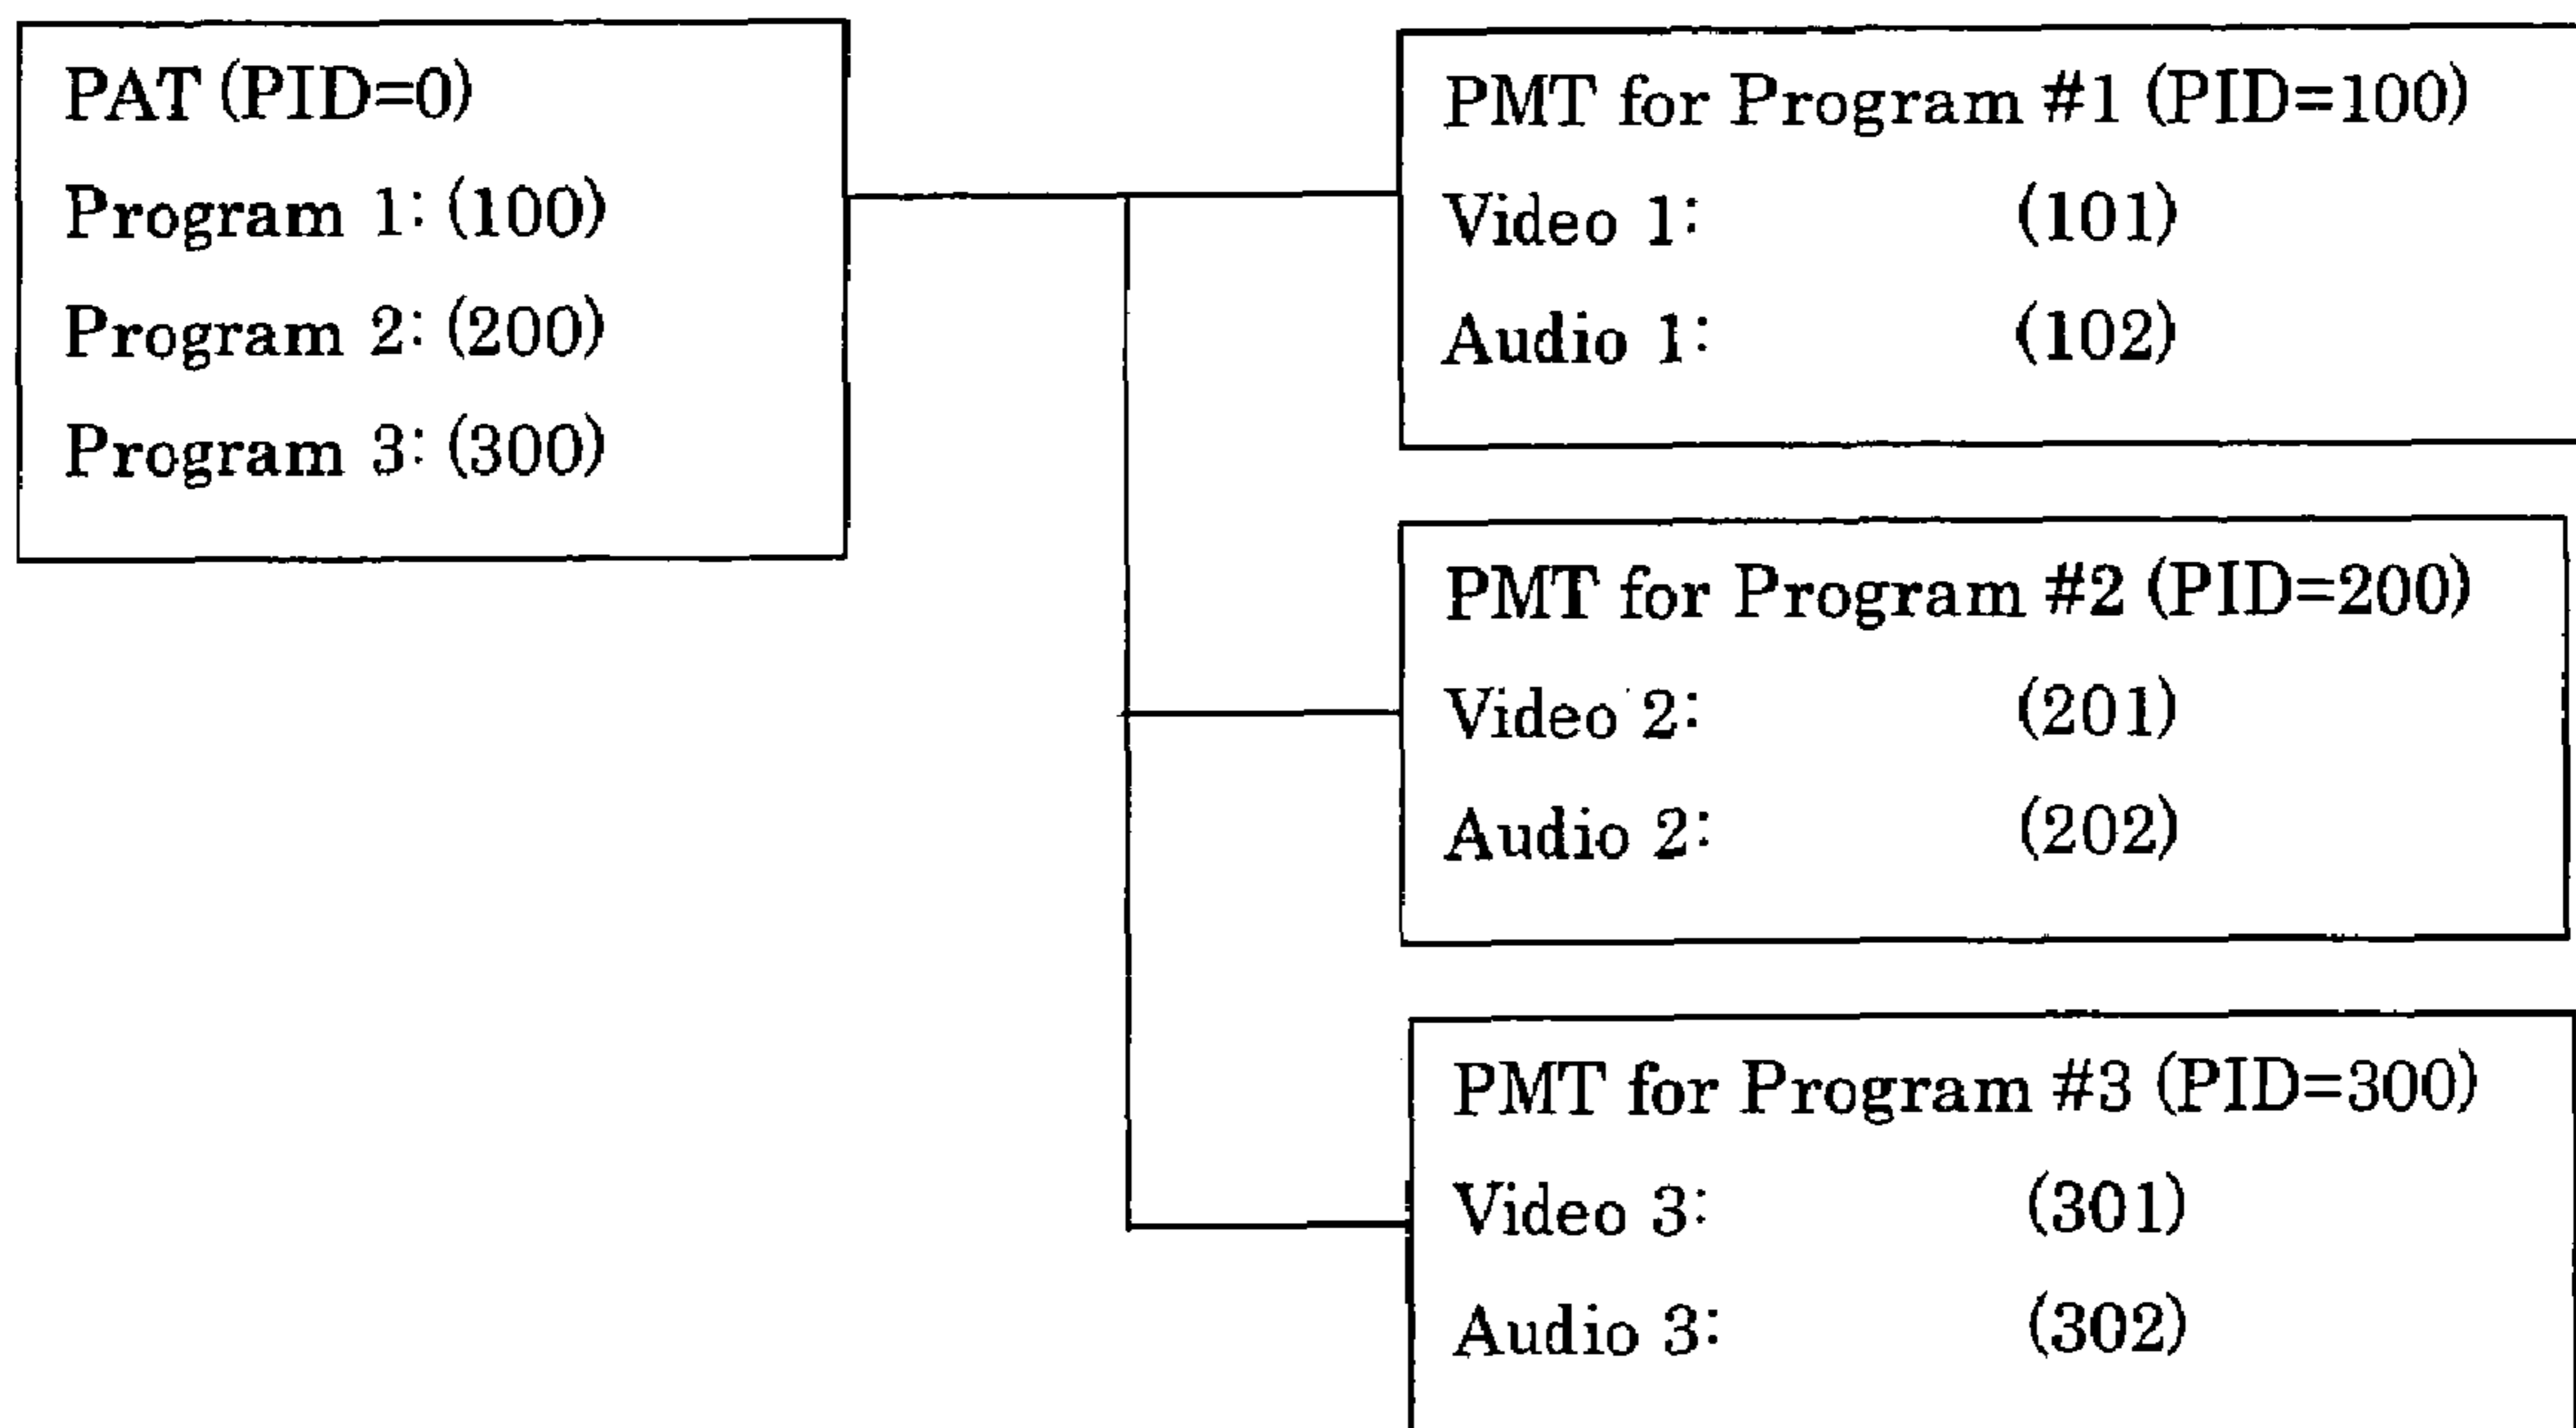 PAT (PID=0)
Program 1: (100)
Program 2: (200)
Program 3: (300)
PMT for Program #1 (PID=100)
Video 1: (101)
Audio 1: (102)
PMT for Program #2 (PID=200)
Video 2: (201)
Audio 2: (202)
PMT for Program #3 (PID=300)
Video 3: (301)
Audio 3: (302)